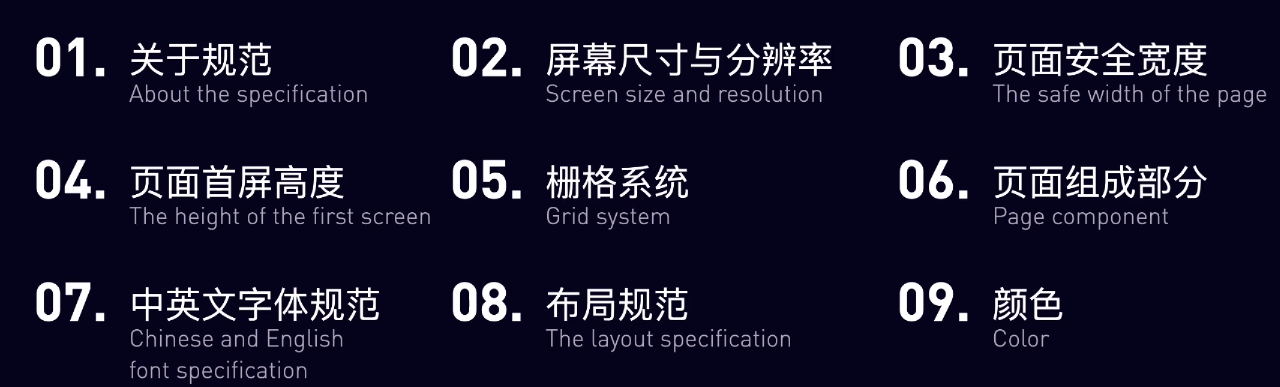 01. 关于规范
About the specification
02. 屏幕尺寸与分辨率
Screen size and resolution
03. 页面安全宽度
The safe width of the page
04. 页面首屏高度
The height of the first screen
05. 栅格系统
Grid system
06. 页面组成部分
Page component
07. 中英文字体规范
Chinese and English
font specification
08. 布局规范
The layout specification
09. 颜色
Color